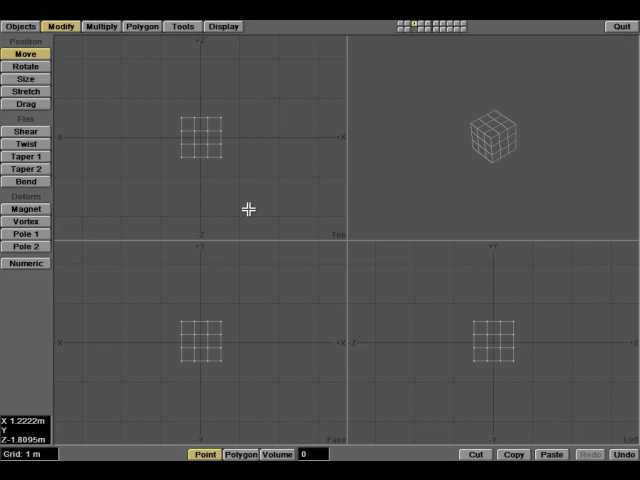 Objects Modify Multiply Polygon Tools Display Quit
Position
Move
Rotate
Size
Stretch
Drag
Flex
Shear
Twist
Taper 1
Taper 2
Bend
Deform
Magnet
Vortex
Pole 1
Pole 2
Numeric
+Z
-X +X
-Z Top
+Y +Y
-X +X -Z +Z
-Y Face -Y Left
X 1.2222m
Y
Z-1.8095m
Grid: 1 m Point Polygon Volume 0 Cut Copy Paste Redo Undo